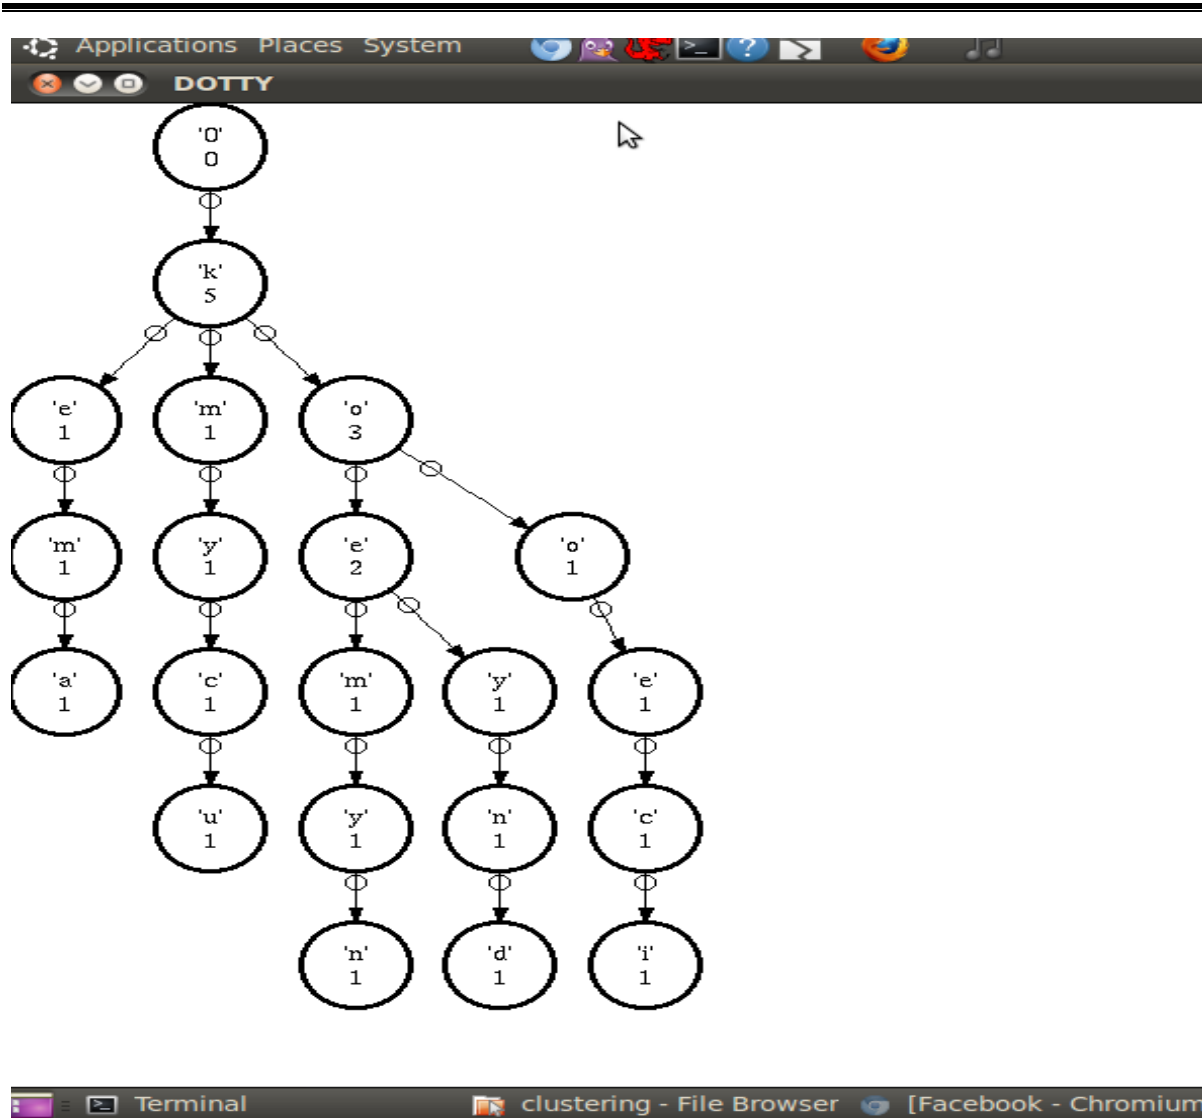 Applications Places System
DOTTY
'0'
0
'k'
5
'e'
1
'm'
1
'o'
3
'm'
1
'y'
1
'e'
2
'o'
1
'a'
1
'c'
1
'm'
1
'y'
1
'e'
1
'u'
1
'y'
1
'n'
1
'c'
1
'n'
1
'd'
1
'i'
1
Terminal clustering - File Browser [Facebook - Chromium